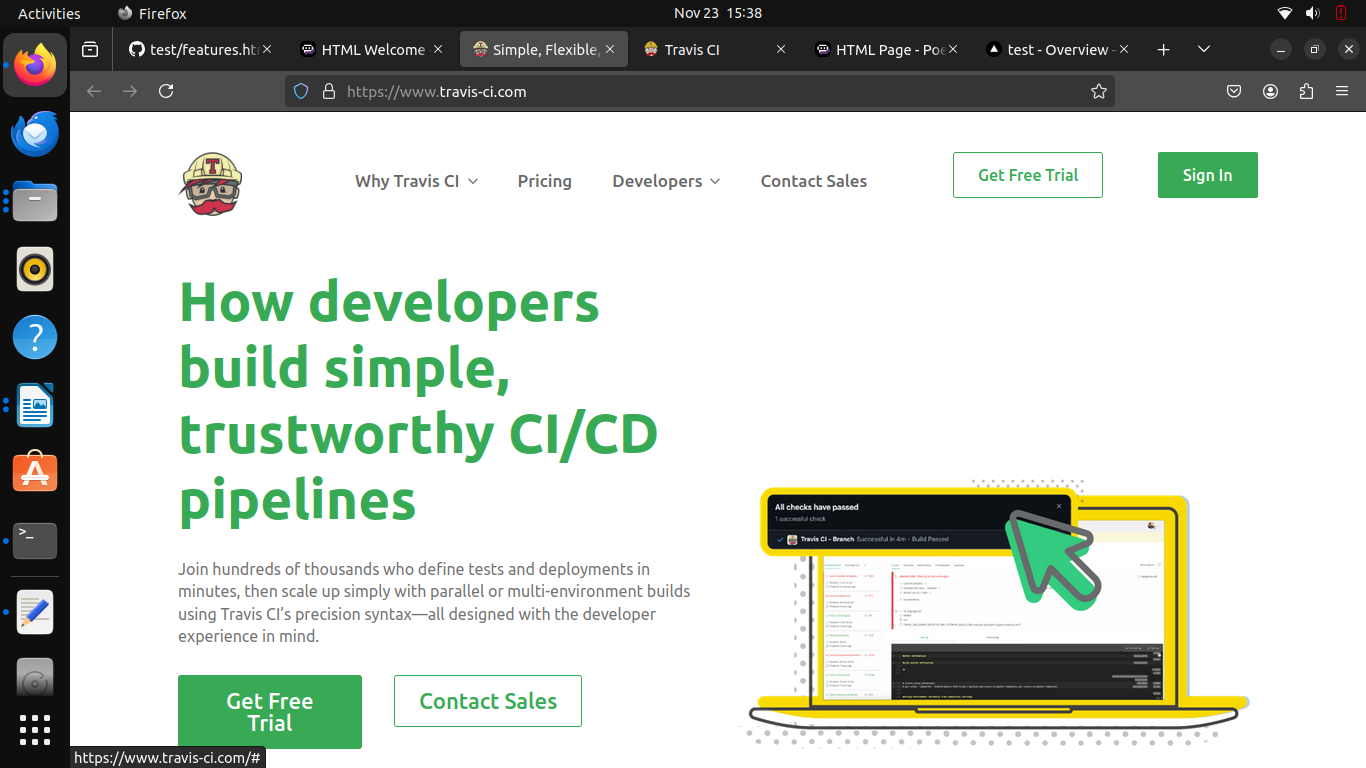 Activities
Firefox
Nov 23 15:38
test/features.ht
HTML Welcome
Simple, Flexible,
Travis CI
HTML Page - Poe
test - Overview -
https://www.travis-ci.com
T
Why Travis CI
Pricing
Developers
Contact Sales
Get Free Trial
Sign In
How developers
build simple,
trustworthy CI/CD
pipelines
Join hundreds of thousands who define tests and deployments in
minutes, then scale up simply with parallel or multi-environment builds
using Travis CI's precision syntax—all designed with the developer
experience in mind.
Get Free
Trial
Contact Sales
All checks have passed
1 successful check
Travis CI - Branch Successful in 4m - Build Passed
https://www.travis-ci.com/#